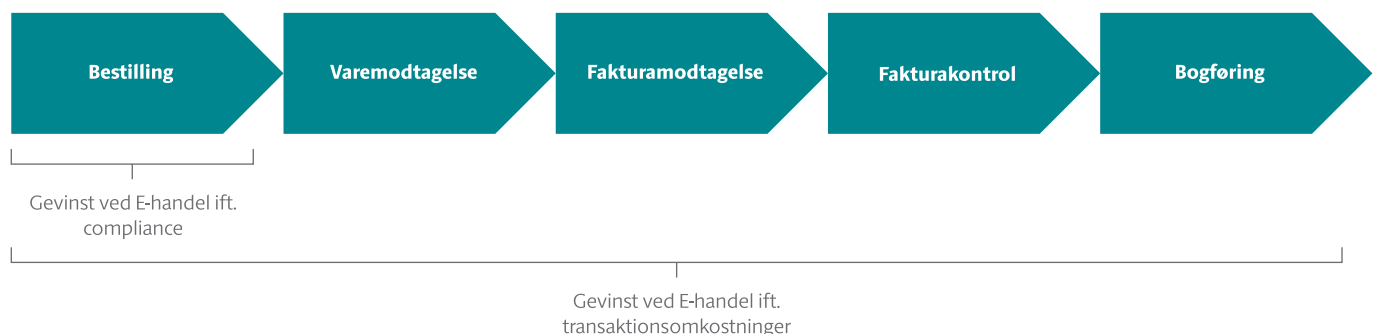 Bestilling
Varemodtagelse
Fakturamodtagelse
Fakturakontrol
Bogføring
Gevinst ved E-handel ift.
compliance
Gevinst ved E-handel ift.
transaktionsomkostninger